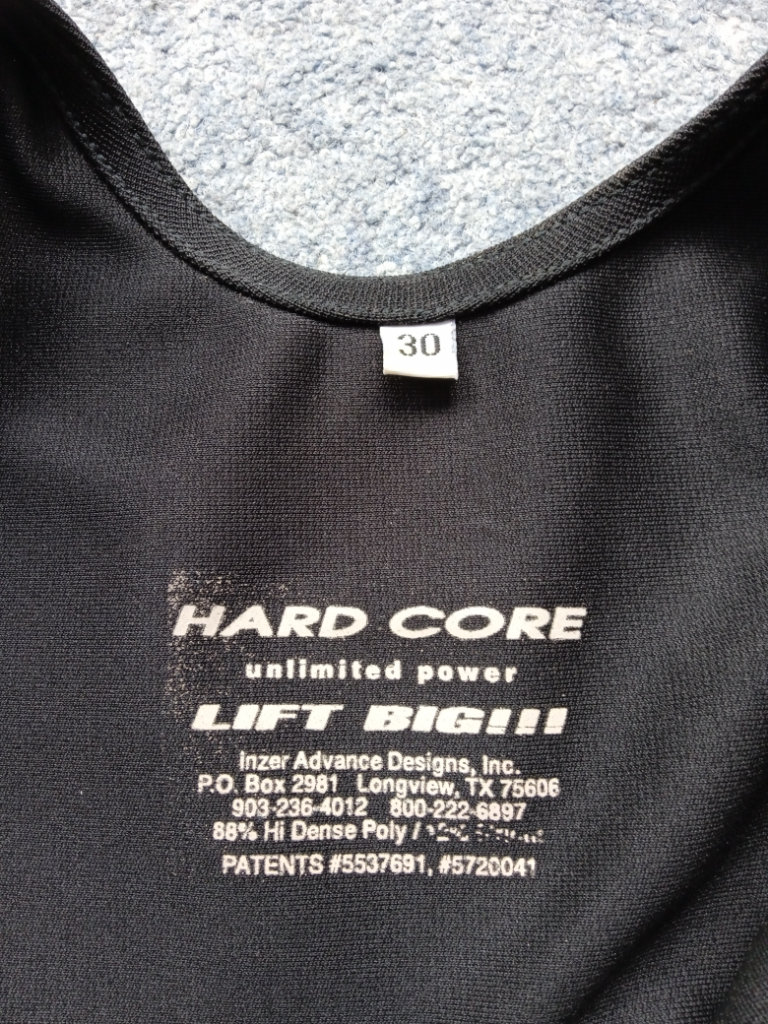 30
HARD CORE
unlimited power
LIFT BIG!!!
Inzer Advance Designs, Inc.
P.O. Box 2981 Longview, TX 75606
903-236-4012 800-222-6897
88% Hi Dense Poly /
PATENTS #5537691, #5720041